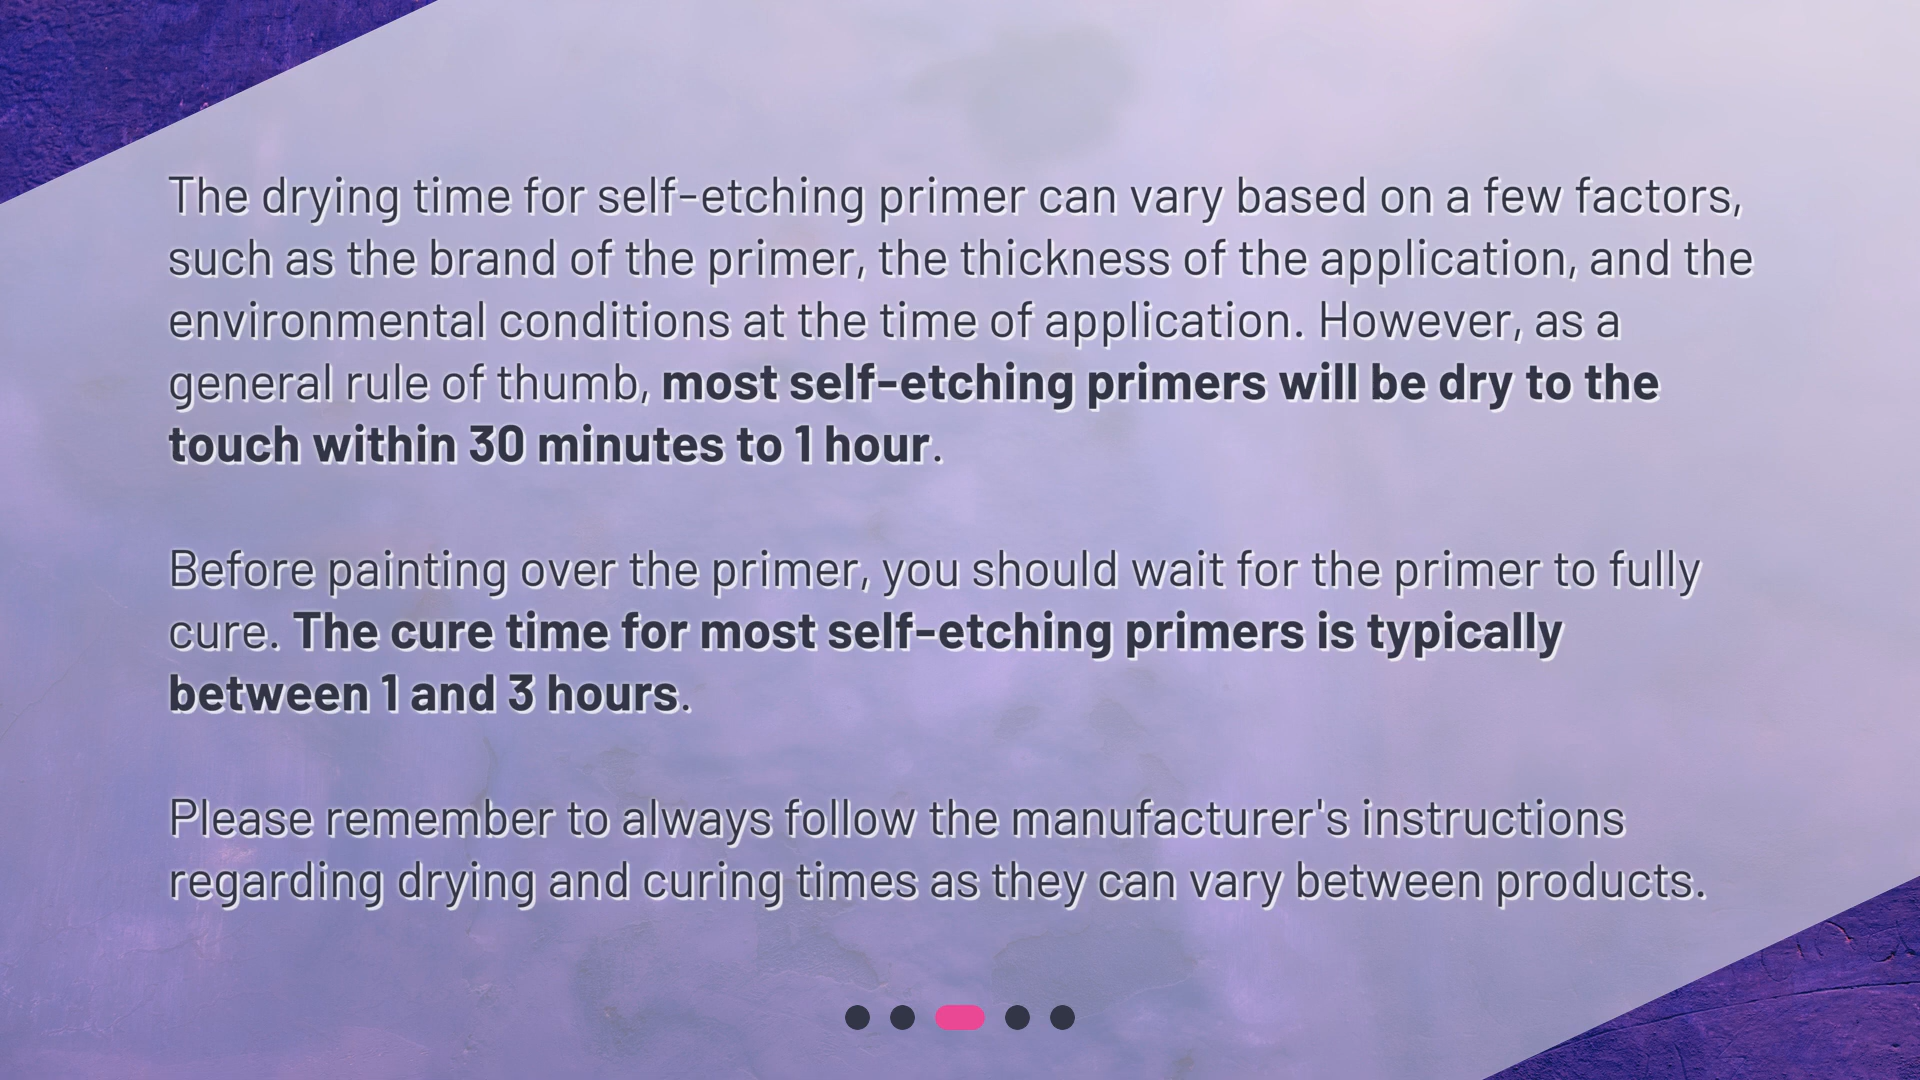 The drying time for self-etching primer can vary based on a few factors,
such as the brand of the primer, the thickness of the application, and the
environmental conditions at the time of application. However, as a
general rule of thumb, most self-etching primers will be dry to the
touch within 30 minutes to 1 hour.
Before painting over the primer, you should wait for the primer to fully
cure. The cure time for most self-etching primers is typically
between 1 and 3 hours.
Please remember to always follow the manufacturer's instructions
regarding drying and curing times as they can vary between products.